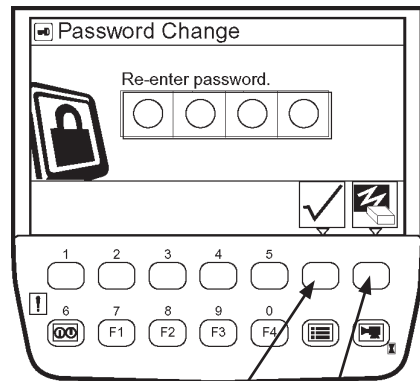 Password Change
Re-enter password.
1 2 3 4 5
!
6 7 8 9 0
F1 F2 F3 F4